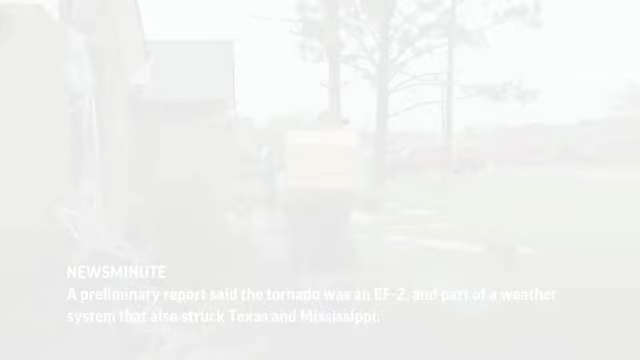 NEWSMINUTE
A preliminary report said the tornado was an EF-2, and part of a weather
system that also struck Texas and Mississippi.